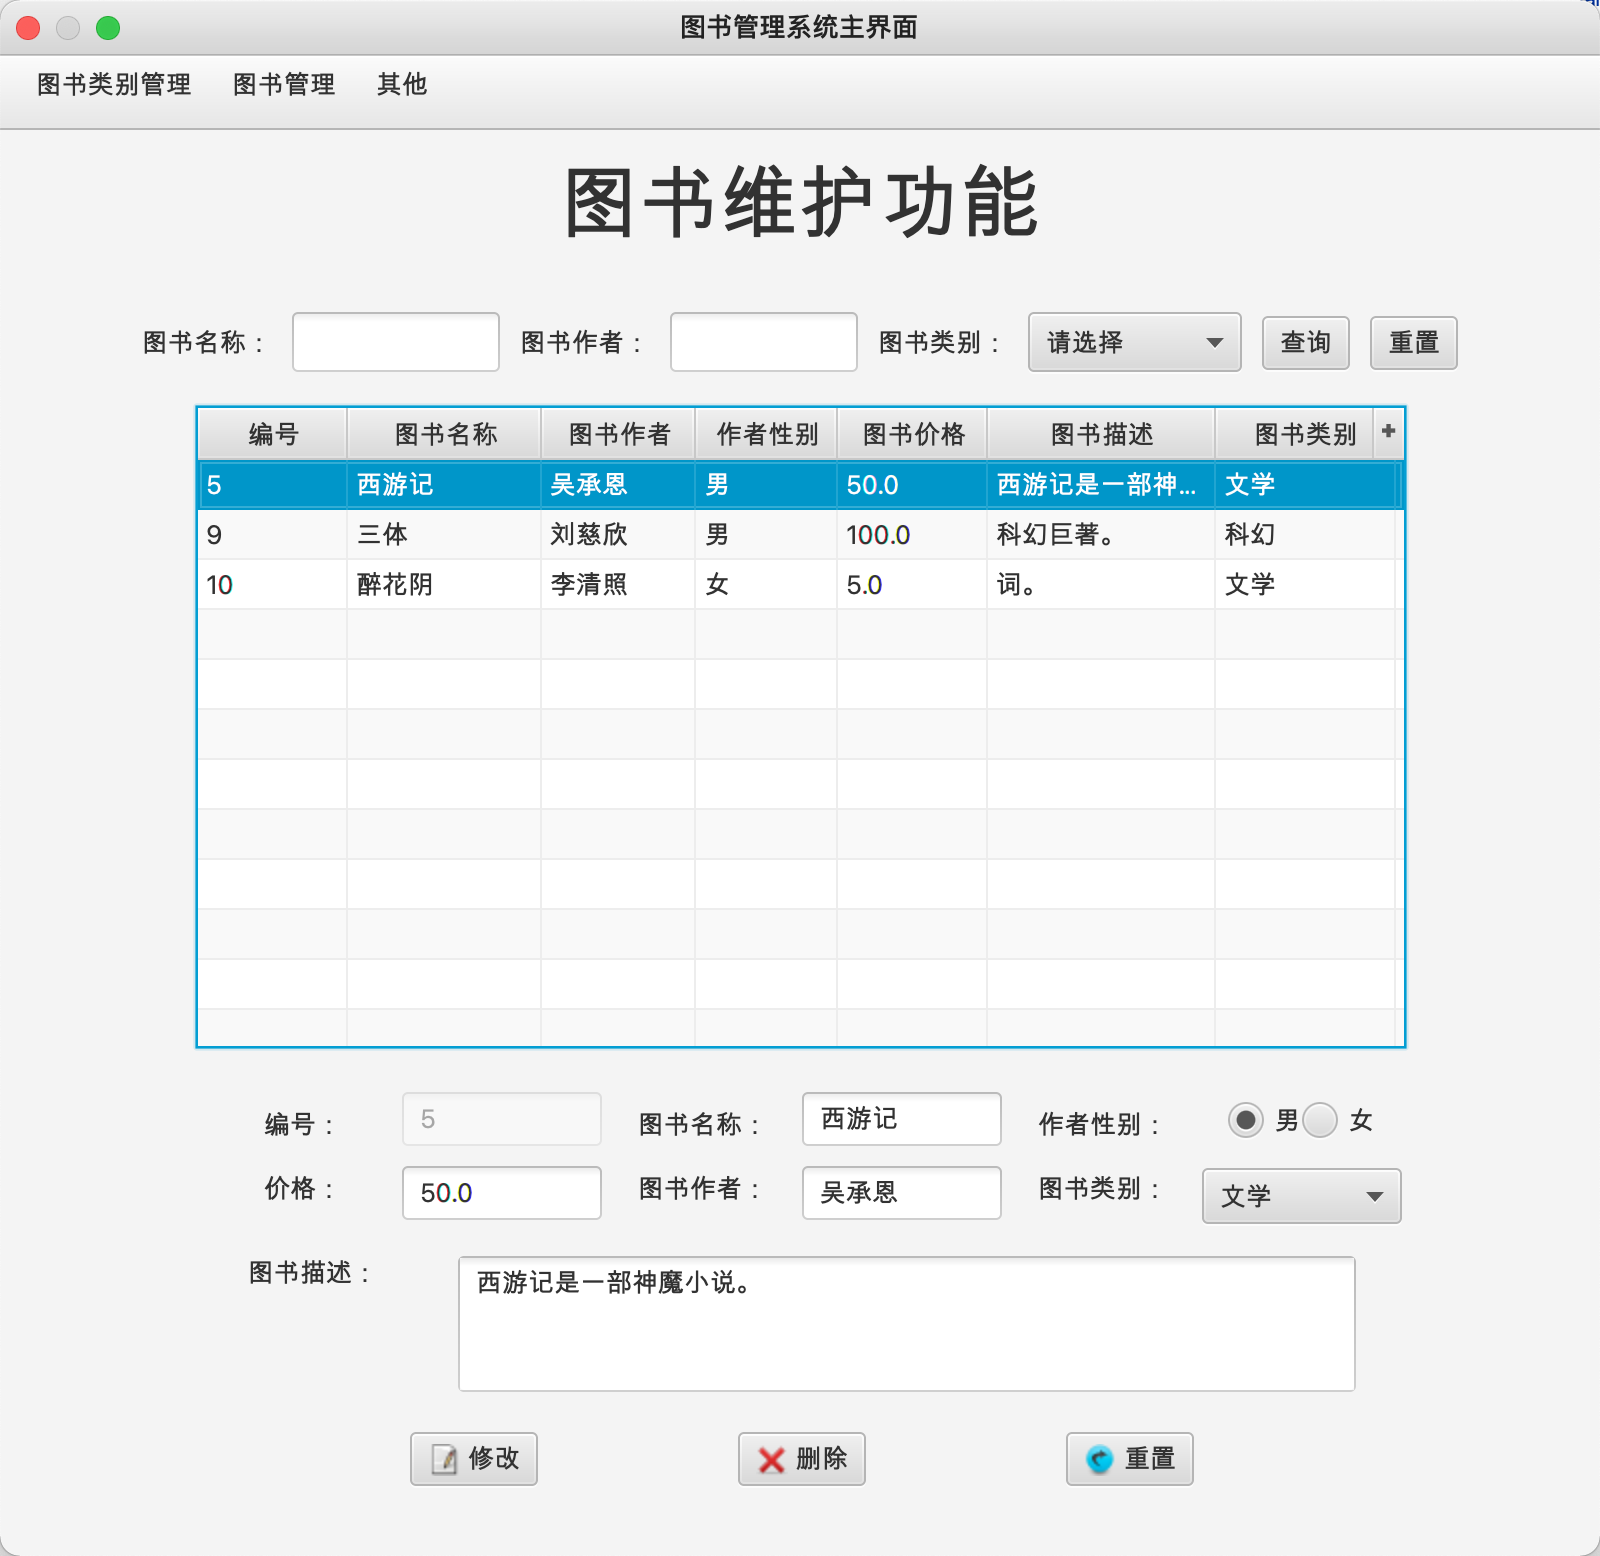 图书管理系统主界面
图书类别管理 图书管理 其他
图书维护功能
图书名称： 图书作者： 图书类别： 请选择 查询 重置
编号 图书名称 图书作者 作者性别 图书价格 图书描述 图书类别 +
5 西游记 吴承恩 男 50.0 西游记是一部神... 文学
9 三体 刘慈欣 男 100.0 科幻巨著。 科幻
10 醉花阴 李清照 女 5.0 词。 文学
编号： 5 图书名称： 西游记 作者性别： 男 女
价格： 50.0 图书作者： 吴承恩 图书类别： 文学
图书描述： 西游记是一部神魔小说。
修改 删除 重置